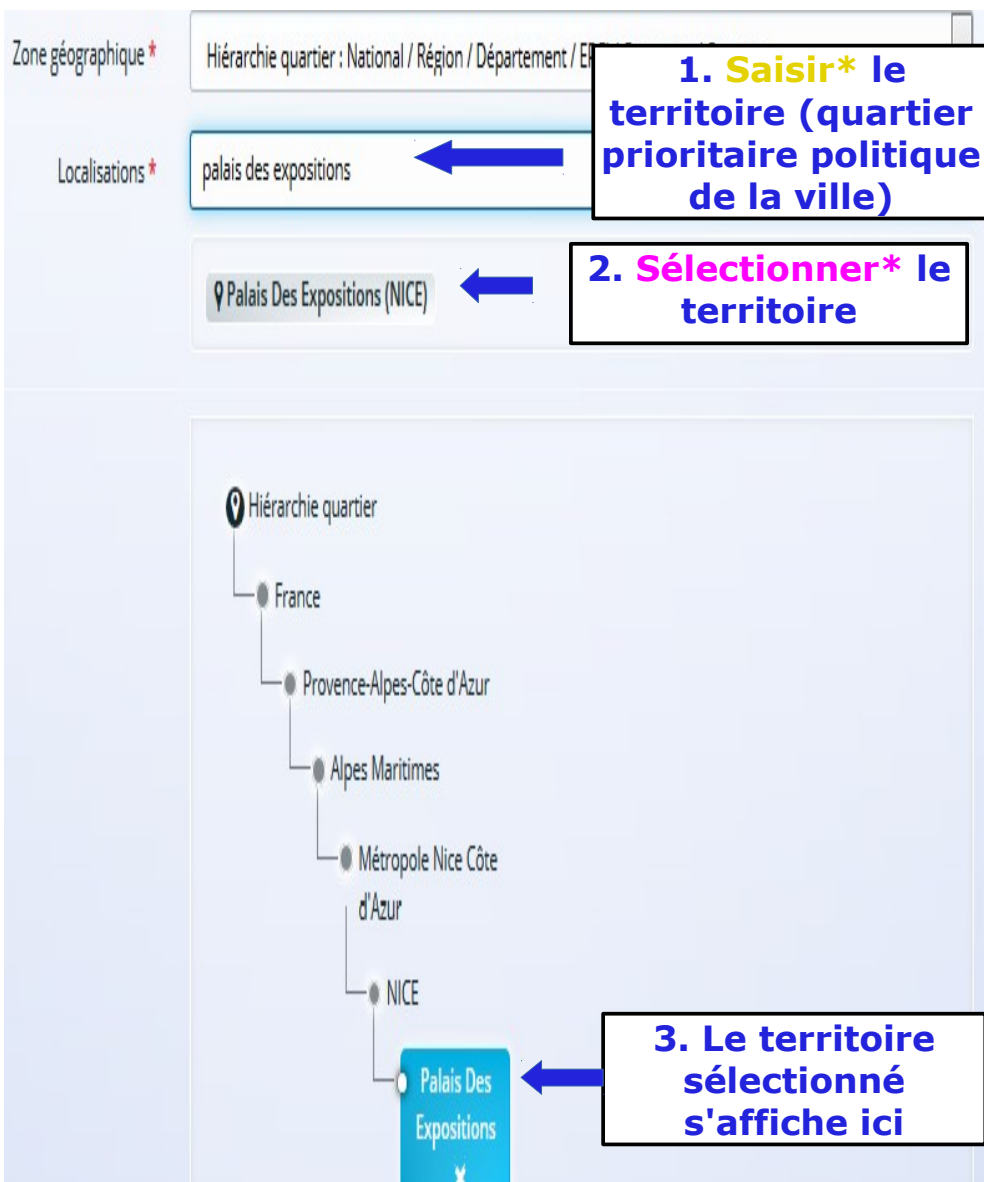 Zone géographique *
Hiérarchie quartier : National / Région / Département /
1. Saisir* le
territoire (quartier
prioritaire politique
de la ville)
Localisations *
palais des expositions
Palais Des Expositions (NICE)
2. Sélectionner* le
territoire
Hiérarchie quartier
France
Provence-Alpes-Côte d'Azur
Alpes Maritimes
Métropole Nice Côte
d'Azur
NICE
Palais Des
Expositions
3. Le territoire
sélectionné
s'affiche ici